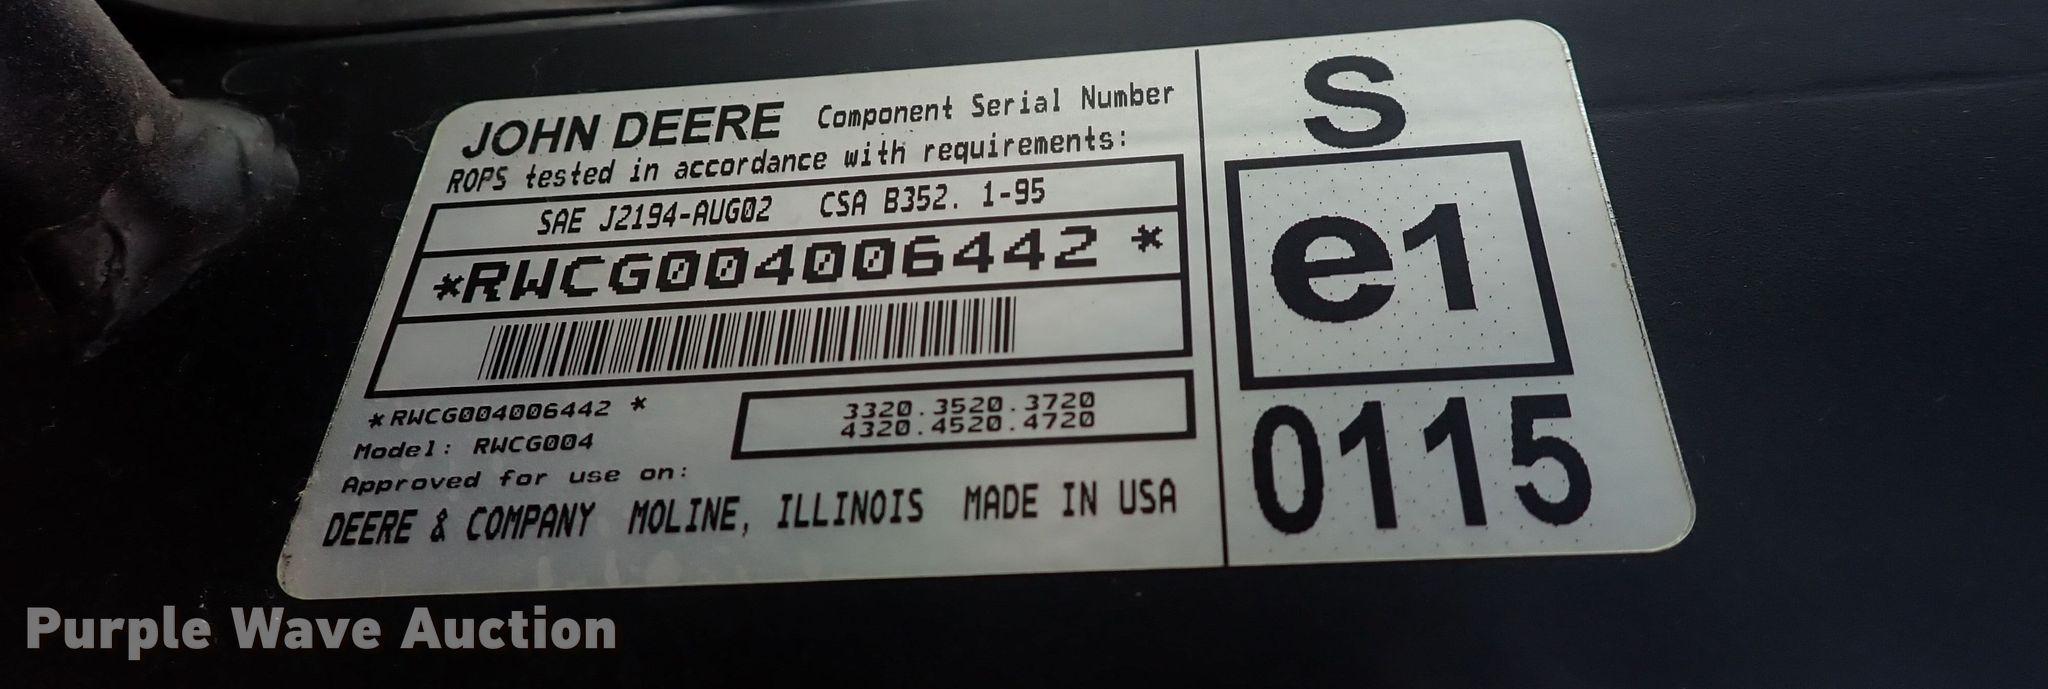 JOHN DEERE Component Serial Number
ROPS tested in accordance with requirements:
SAE J2194-AUG02 CSA B352. 1-95
*RWCG004006442 *
*RWCG004006442 *
Model: RWCG004
Approved for use on:
3320.3520.3720
4320.4520.4720
DEERE & COMPANY MOLINE, ILLINOIS MADE IN USA
S
e1
0115
Purple Wave Auction